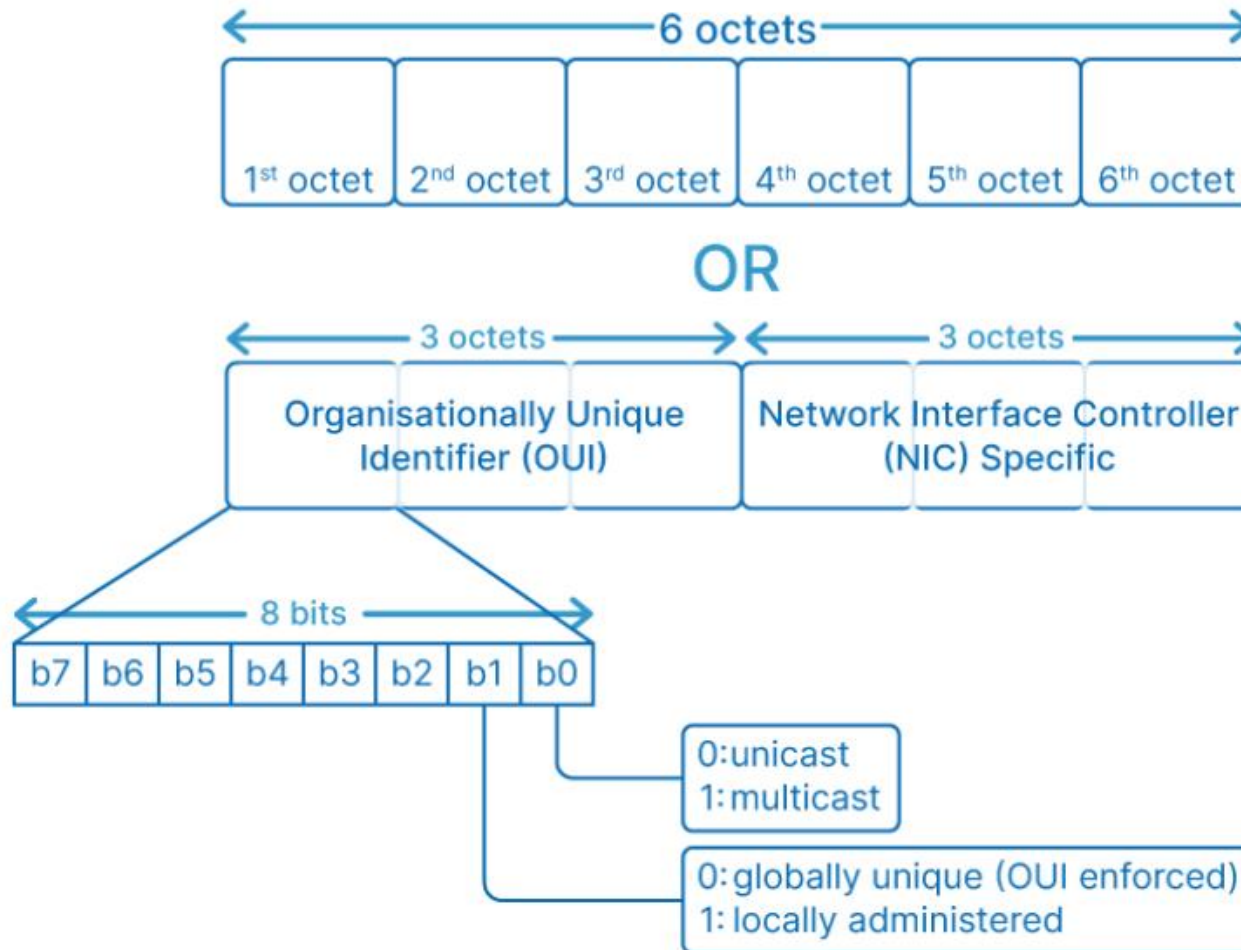 6 octets
1st octet 2nd octet 3rd octet 4th octet 5th octet 6th octet
OR
3 octets 3 octets
Organisationally Unique
Identifier (OUI)
Network Interface Controller
(NIC) Specific
8 bits
b7 b6 b5 b4 b3 b2 b1 b0
0:unicast
1:multicast
0:globally unique (OUI enforced)
1:locally administered